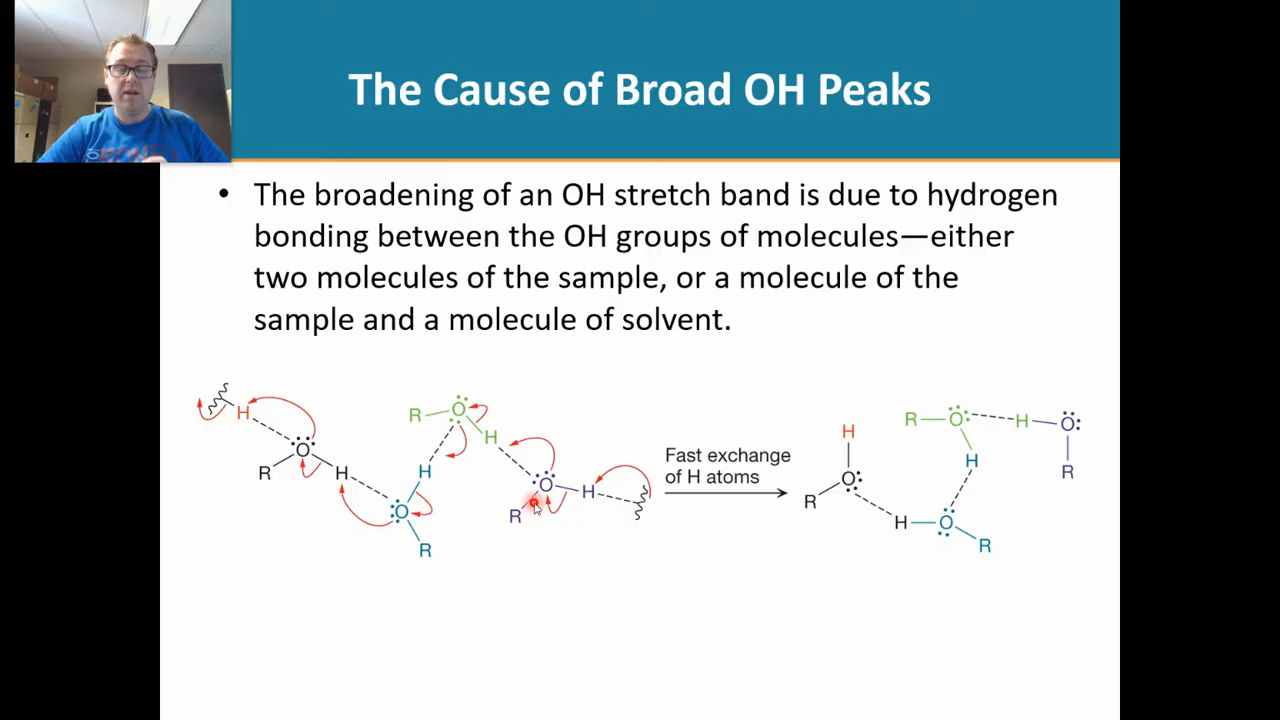 The Cause of Broad OH Peaks
• The broadening of an OH stretch band is due to hydrogen
bonding between the OH groups of molecules—either
two molecules of the sample, or a molecule of the
sample and a molecule of solvent.
H
O
R
H
R
O
H
H
O
R
O
H
R
Fast exchange
of H atoms
H
O
R
H
O
R
R
O
H
H
O
R